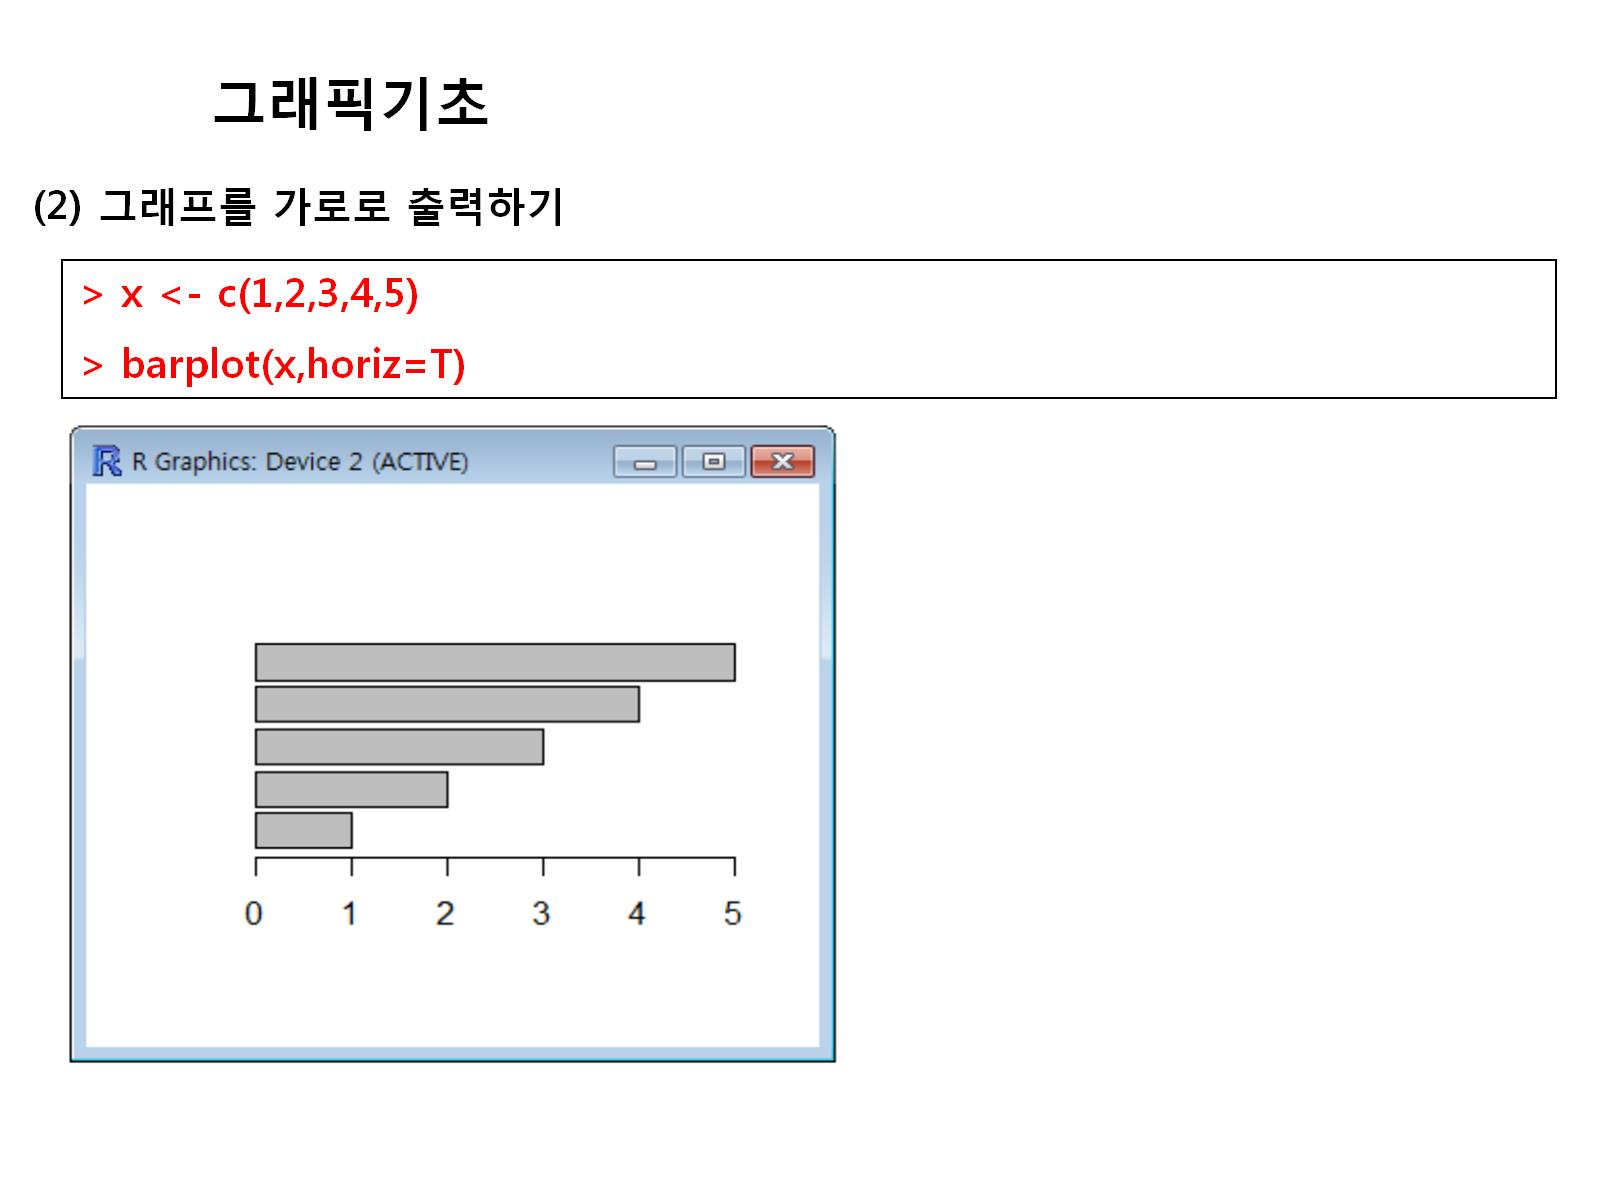 그래픽기초
(2) 그래프를 가로로 출력하기
> x <- c(1,2,3,4,5)
> barplot(x,horiz=T)
R Graphics: Device 2 (ACTIVE)
0 1 2 3 4 5